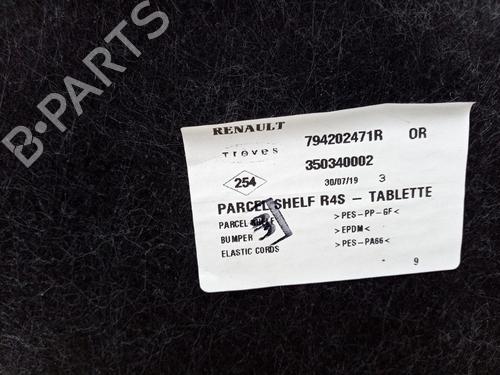 B-PARTS
RENAULT 794202471R OR
Treves 350340002
254 30/07/19 3
PARCEL SHELF R4S - TABLETTE
PARCEL >PES-PP-GF<
BUMPER >EPDM<
ELASTIC CORDS >PES-PA66<
9